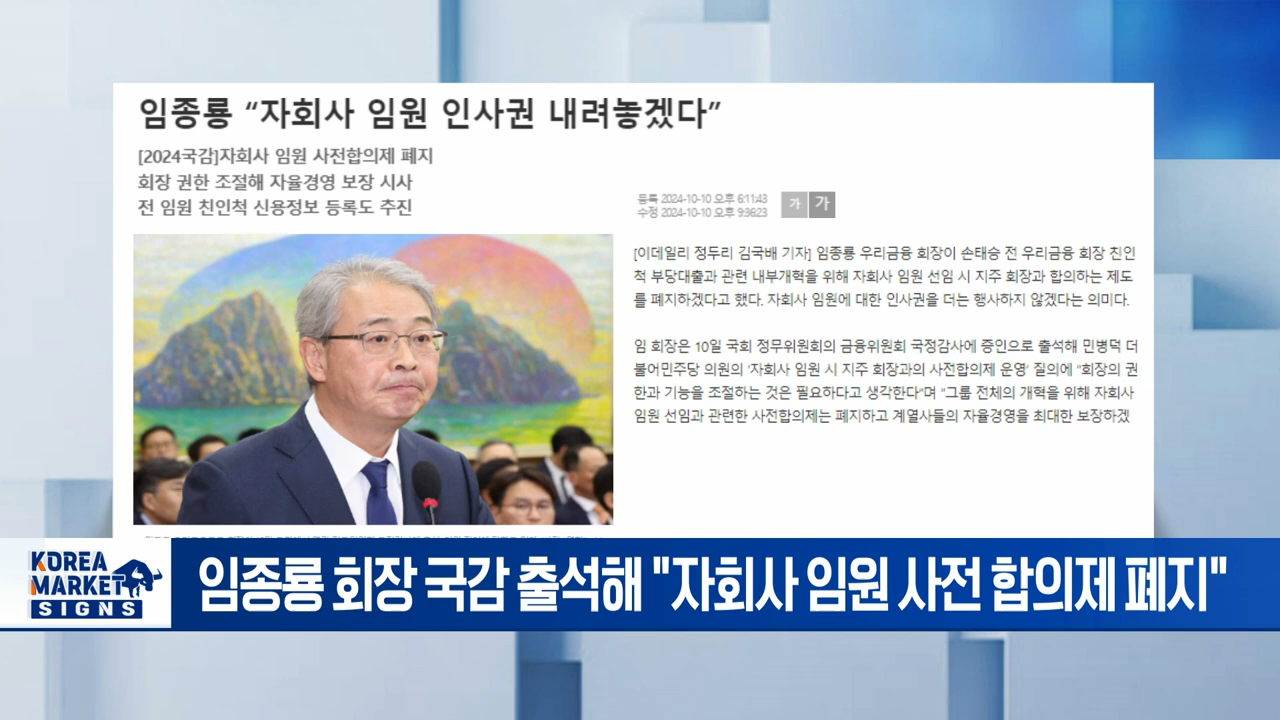 임종룡 “자회사 임원 인사권 내려놓겠다”
[2024국감]자회사 임원 사전합의제 폐지
회장 권한 조절해 자율경영 보장 시사
전 임원 친인척 신용정보 등록도 추진
등록 2024-10-10 오후 6:11:43
수정 2024-10-10 오후 9:36:23
가 가
[이데일리 정두리 김국배 기자] 임종룡 우리금융 회장이 손태승 전 우리금융 회장 친인
척 부당대출과 관련 내부개혁을 위해 자회사 임원 선임 시 지주 회장과 합의하는 제도
를 폐지하겠다고 했다. 자회사 임원에 대한 인사권을 더는 행사하지 않겠다는 의미다.
임 회장은 10일 국회 정무위원회의 금융위원회 국정감사에 증인으로 출석해 민병덕 더
불어민주당 의원의 ‘자회사 임원 시 지주 회장과의 사전합의제 운영’ 질의에 “회장의 권
한과 기능을 조절하는 것은 필요하다고 생각한다”며 “그룹 전체의 개혁을 위해 자회사
임원 선임과 관련한 사전합의제는 폐지하고 계열사들의 자율경영을 최대한 보장하겠
KOREA
MARKET
SIGNS
임종룡 회장 국감 출석해 "자회사 임원 사전 합의제 폐지"